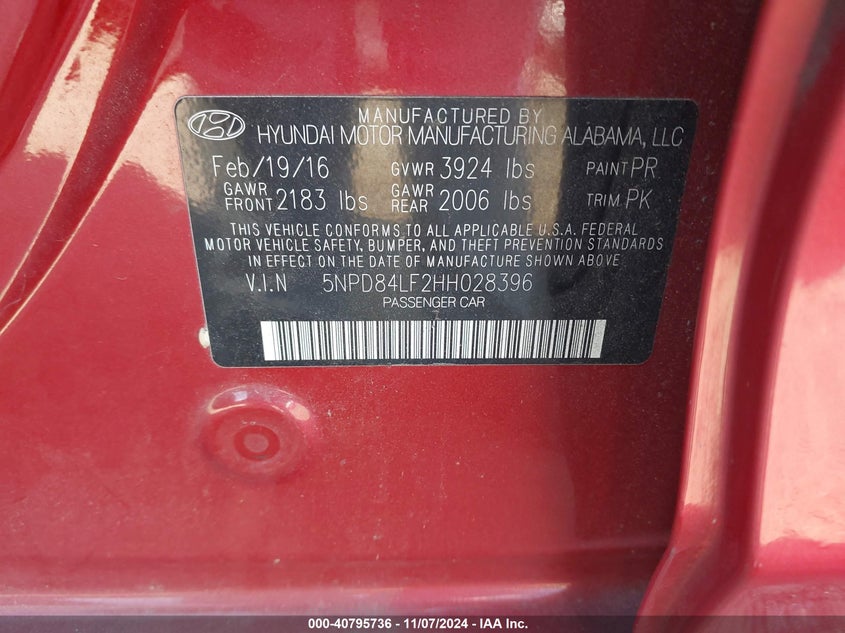 MANUFACTURED BY
HYUNDAI MOTOR MANUFACTURING ALABAMA, LLC
Feb/19/16 GVWR 3924 lbs PAINT PR
GAWR FRONT 2183 lbs GAWR REAR 2006 lbs TRIM PK
THIS VEHICLE CONFORMS TO ALL APPLICABLE U.S.A. FEDERAL
MOTOR VEHICLE SAFETY, BUMPER, AND THEFT PREVENTION STANDARDS
IN EFFECT ON THE DATE OF MANUFACTURE SHOWN ABOVE.
V.I.N 5NPD84LF2HH028396
PASSENGER CAR
000-40795736 - 11/07/2024 - IAA Inc.